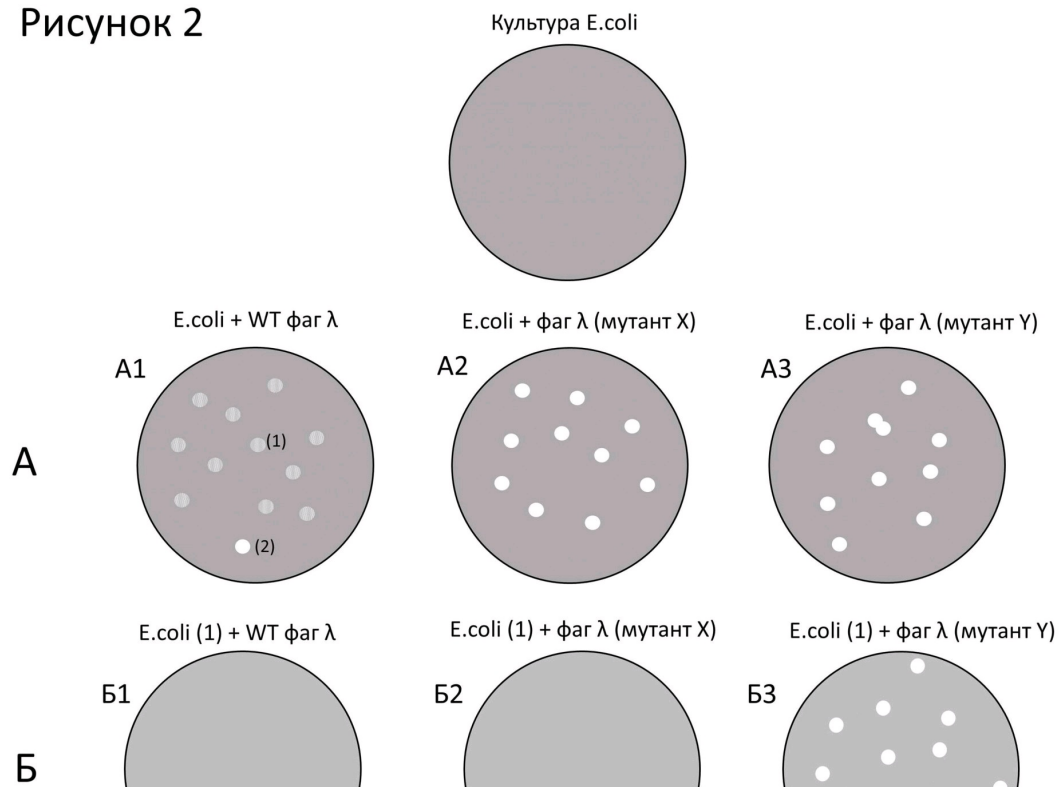 Рисунок 2
Культура E.coli
E.coli + WT фаг λ
E.coli + фаг λ (мутант X)
E.coli + фаг λ (мутант Y)
А1
А2
А3
(1)
А
(2)
E.coli (1) + WT фаг λ
E.coli (1) + фаг λ (мутант X)
E.coli (1) + фаг λ (мутант Y)
Б1
Б2
Б3
Б